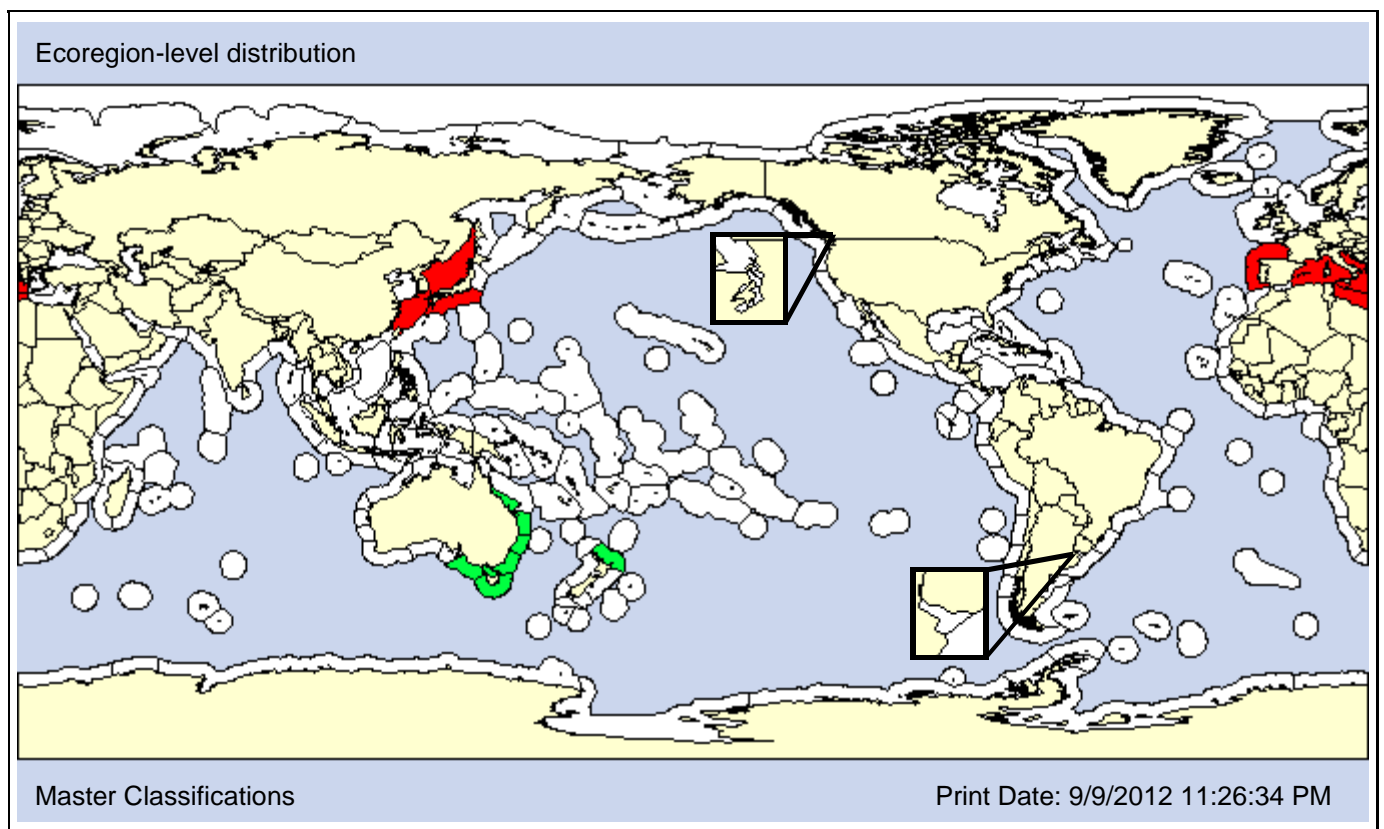 Ecoregion-level distribution
Master Classifications
Print Date: 9/9/2012 11:26:34 PM